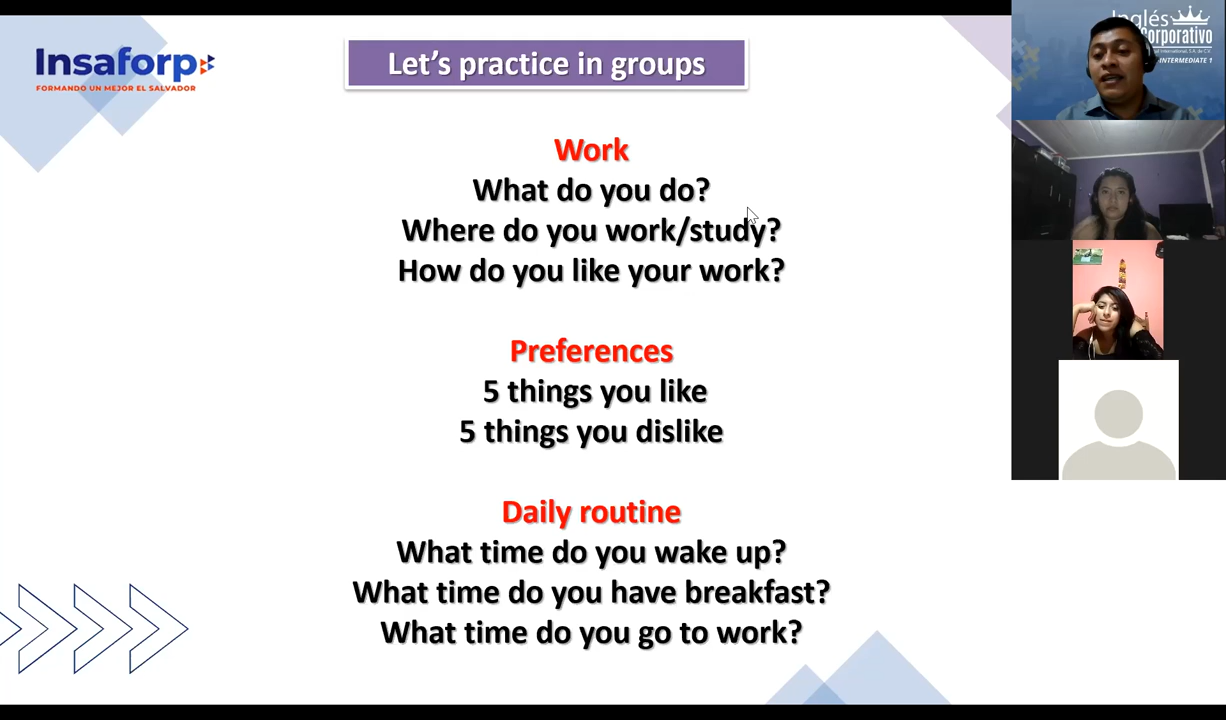 Insaforp
FORMANDO UN MEJOR EL SALVADOR
Let's practice in groups
Work
What do you do?
Where do you work/study?
How do you like your work?
Preferences
5 things you like
5 things you dislike
Daily routine
What time do you wake up?
What time do you have breakfast?
What time do you go to work?
Inglés
Corporativo
INTERMEDIATE 1